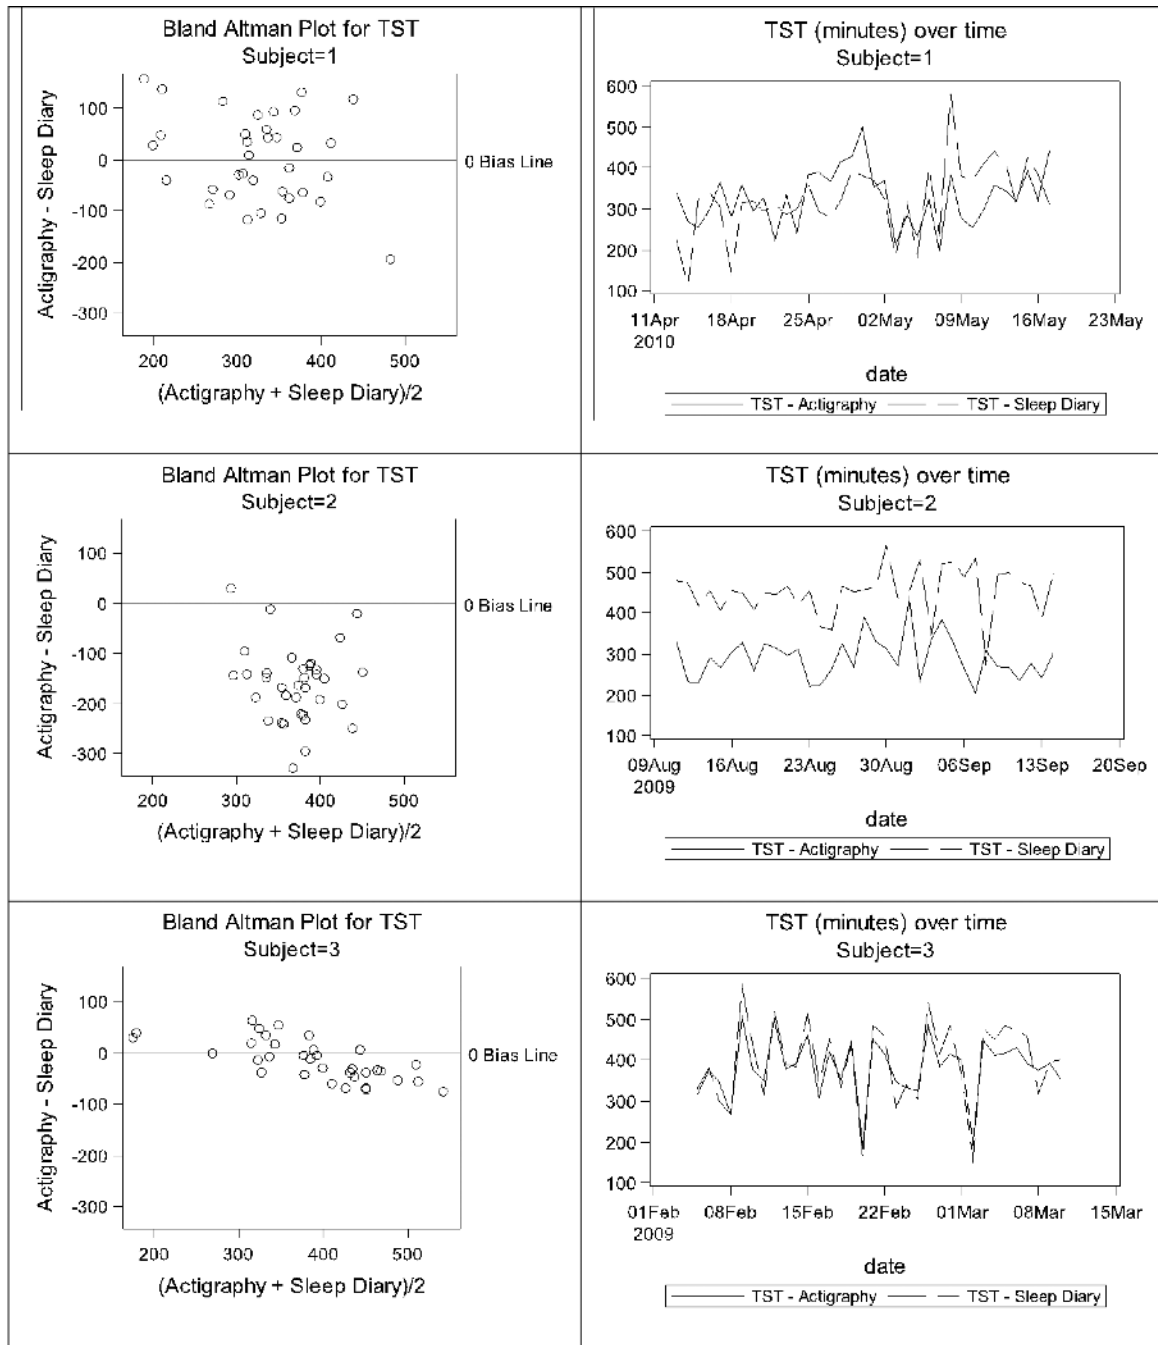 Bland Altman Plot for TST
Subject=1
Actigraphy - Sleep Diary
100
0
-100
-200
-300
0 Bias Line
200 300 400 500
(Actigraphy + Sleep Diary)/2
TST (minutes) over time
Subject=1
600
500
400
300
200
100
11Apr 18Apr 25Apr 02May 09May 16May 23May
2010
date
TST - Actigraphy TST - Sleep Diary
Bland Altman Plot for TST
Subject=2
Actigraphy - Sleep Diary
100
0
-100
-200
-300
0 Bias Line
200 300 400 500
(Actigraphy + Sleep Diary)/2
TST (minutes) over time
Subject=2
600
500
400
300
200
100
09Aug 16Aug 23Aug 30Aug 06Sep 13Sep 20Sep
2009
date
TST - Actigraphy TST - Sleep Diary
Bland Altman Plot for TST
Subject=3
Actigraphy - Sleep Diary
100
0
-100
-200
-300
0 Bias Line
200 300 400 500
(Actigraphy + Sleep Diary)/2
TST (minutes) over time
Subject=3
600
500
400
300
200
100
01Feb 08Feb 15Feb 22Feb 01Mar 08Mar 15Mar
2009
date
TST - Actigraphy TST - Sleep Diary